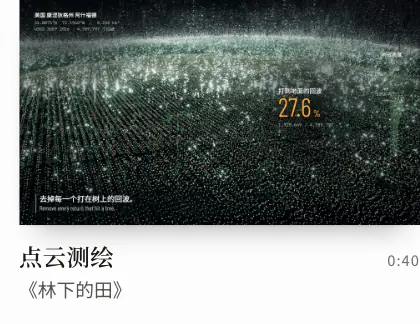 美国 康涅狄格州 阿什福德
打到地面的回波
27.6%
去掉每一个打在树上的回波。
Remove every return that hit a tree.
点云测绘
0:40
《林下的田》